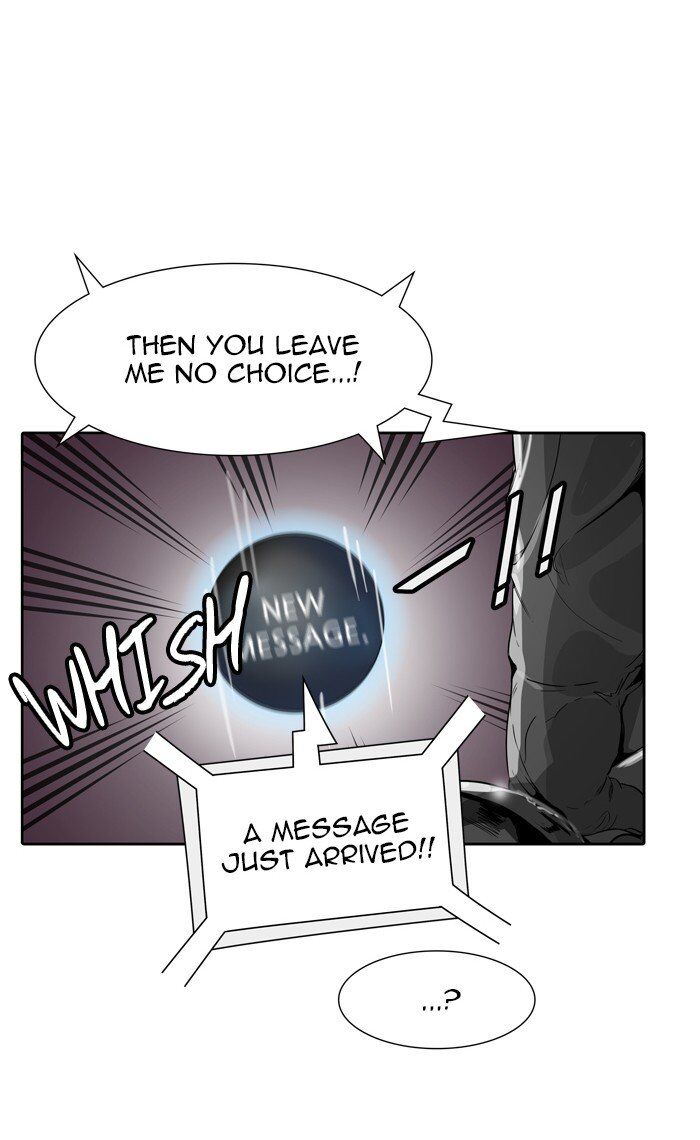 THEN YOU LEAVE
ME NO CHOICE...!
NEW
MESSAGE.
WHISH
—!!
A MESSAGE
JUST ARRIVED!!
...?